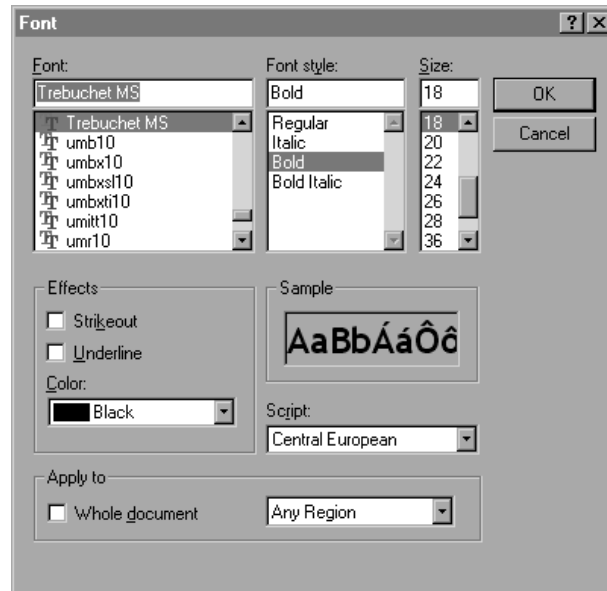 Font
Font: Font style: Size:
Trebuchet MS Bold 18 OK
Trebuchet MS Regular 18 Cancel
umb10 Italic 20
umbx10 Bold 22
umbxsl10 Bold Italic 24
umbxti10 26
umitt10 28
umr10 36
Effects Sample
Strikeout
Underline AaBbÁáÔô
Color:
Black Script:
Central European
Apply to
Whole document Any Region